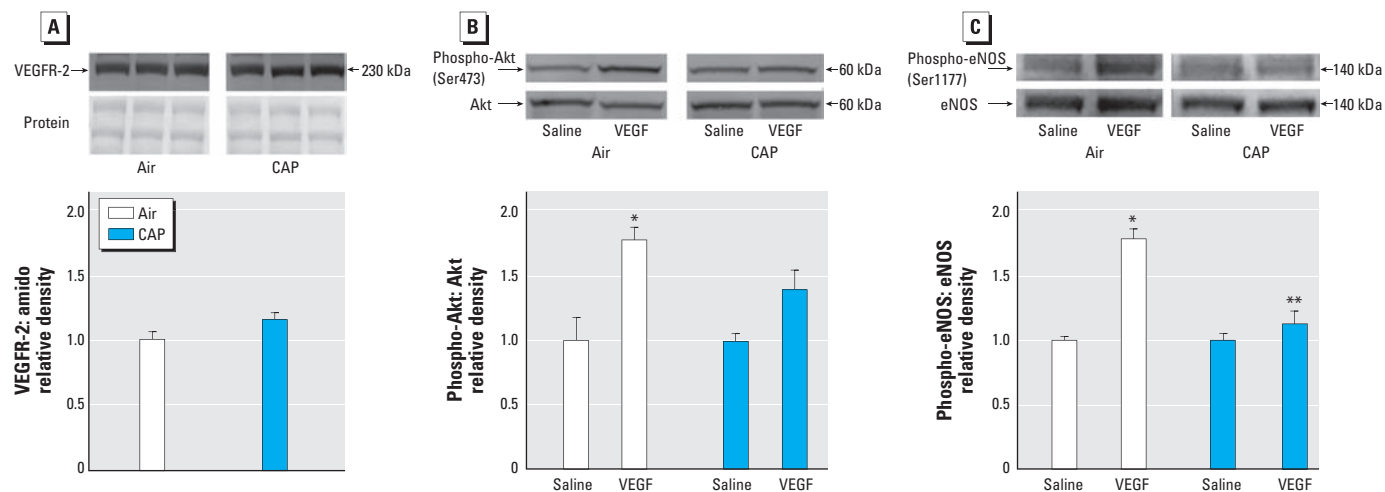 A
VEGFR-2
230 kDa
Protein
Air
CAP
VEGFR-2: amido
relative density
2.0
1.5
1.0
0.5
0
Air
CAP
B
Phospho-Akt
(Ser473)
60 kDa
Akt
60 kDa
Saline
VEGF
Saline
VEGF
Air
CAP
Phospho-Akt: Akt
relative density
2.0
1.5
1.0
0.5
0
*
Saline
VEGF
Saline
VEGF
C
Phospho-eNOS
(Ser1177)
140 kDa
eNOS
140 kDa
Saline
VEGF
Saline
VEGF
Air
CAP
Phospho-eNOS: eNOS
relative density
2.0
1.5
1.0
0.5
0
*
**
Saline
VEGF
Saline
VEGF